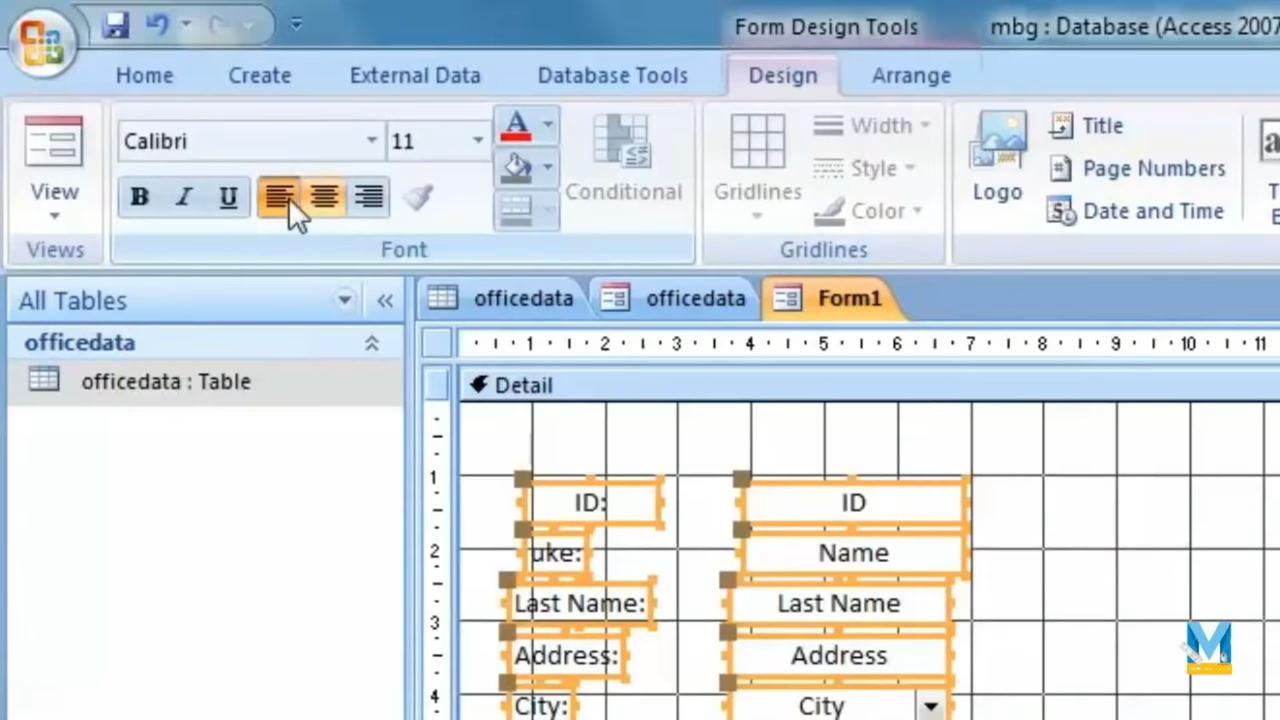 Form Design Tools
mbg : Database (Access 2007
Home Create External Data Database Tools Design Arrange
Calibri 11
B I U
View
Conditional
Gridlines
Width
Style
Color
Logo
Title
Page Numbers
Date and Time
Views Font Gridlines
All Tables
officedata
officedata : Table
officedata officedata Form1
1 2 3 4 5 6 7 8 9 10 11
Detail
1
ID: ID
2
uke: Name
Last Name: Last Name
3
Address: Address
4
City: City